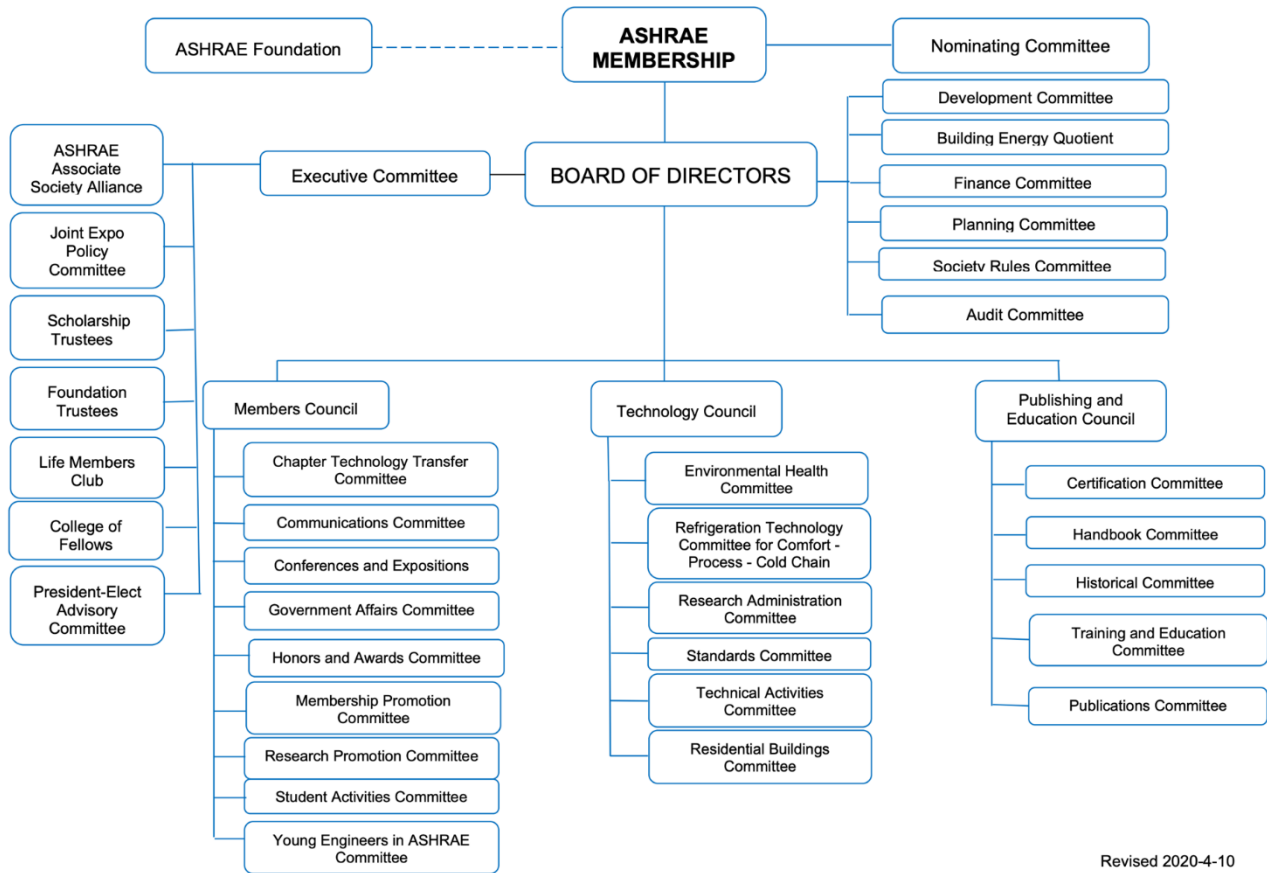 ASHRAE Foundation
ASHRAE
MEMBERSHIP
Nominating Committee
Development Committee
Building Energy Quotient
Finance Committee
Planning Committee
Society Rules Committee
Audit Committee
ASHRAE
Associate
Society Alliance
Executive Committee
BOARD OF DIRECTORS
Joint Expo
Policy
Committee
Scholarship
Trustees
Foundation
Trustees
Life Members
Club
College of
Fellows
President-Elect
Advisory
Committee
Members Council
Chapter Technology Transfer
Committee
Communications Committee
Conferences and Expositions
Government Affairs Committee
Honors and Awards Committee
Membership Promotion
Committee
Research Promotion Committee
Student Activities Committee
Young Engineers in ASHRAE
Committee
Technology Council
Environmental Health
Committee
Refrigeration Technology
Committee for Comfort -
Process - Cold Chain
Research Administration
Committee
Standards Committee
Technical Activities
Committee
Residential Buildings
Committee
Publishing and
Education Council
Certification Committee
Handbook Committee
Historical Committee
Training and Education
Committee
Publications Committee
Revised 2020-4-10